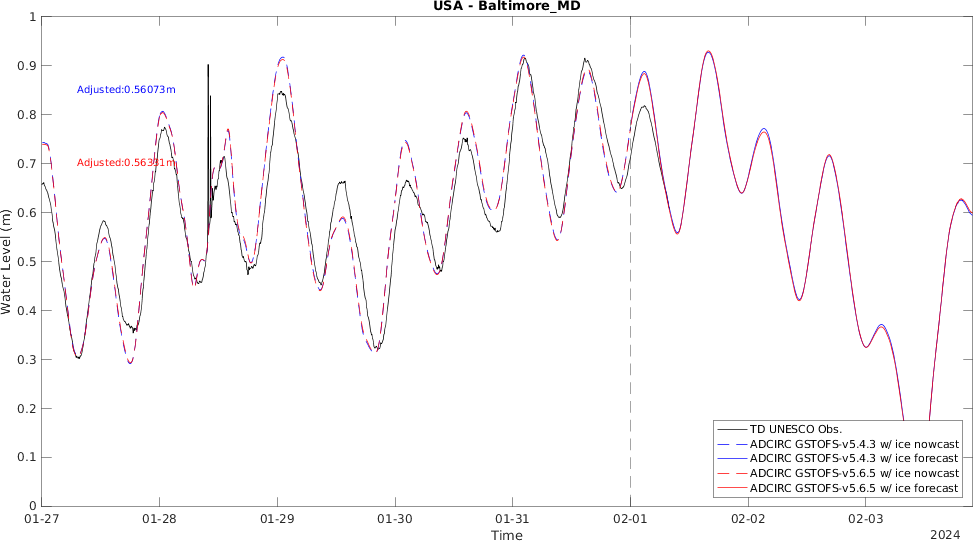 USA - Baltimore_MD
Water Level (m)
1
0.9
0.8
0.7
0.6
0.5
0.4
0.3
0.2
0.1
0
Adjusted:0.56073m
Adjusted:0.56331m
TD UNESCO Obs.
ADCIRC GSTOFS-v5.4.3 w/ ice nowcast
ADCIRC GSTOFS-v5.4.3 w/ ice forecast
ADCIRC GSTOFS-v5.6.5 w/ ice nowcast
ADCIRC GSTOFS-v5.6.5 w/ ice forecast
01-27 01-28 01-29 01-30 01-31 02-01 02-02 02-03
Time
2024